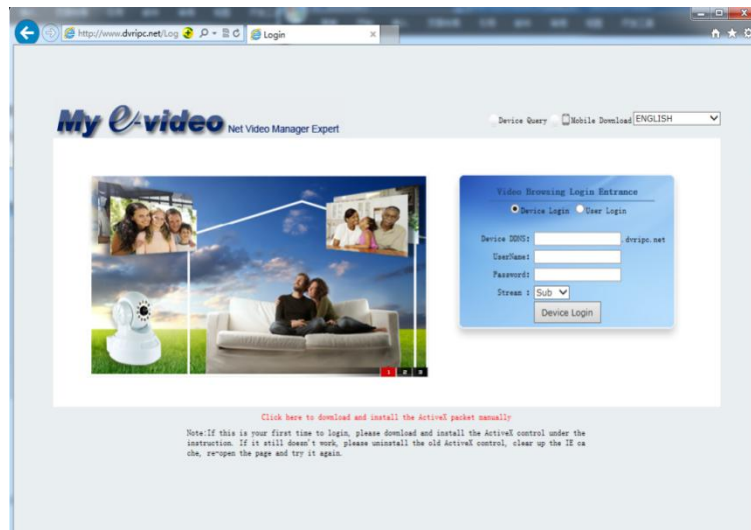 http://www.dvripc.net/Log
Login
My e-video Net Video Manager Expert
Device Query Mobile Download ENGLISH
Video Browsing Login Entrance
Device Login User Login
Device DDNS: .dvripc.net
UserName:
Password:
Stream : Sub
Device Login
1 2 3
Click here to download and install the ActiveX packet manually
Note:If this is your first time to login, please download and install the ActiveX control under the
instruction. If it still doesn't work, please uninstall the old ActiveX control, clear up the IE ca
che, re-open the page and try it again.